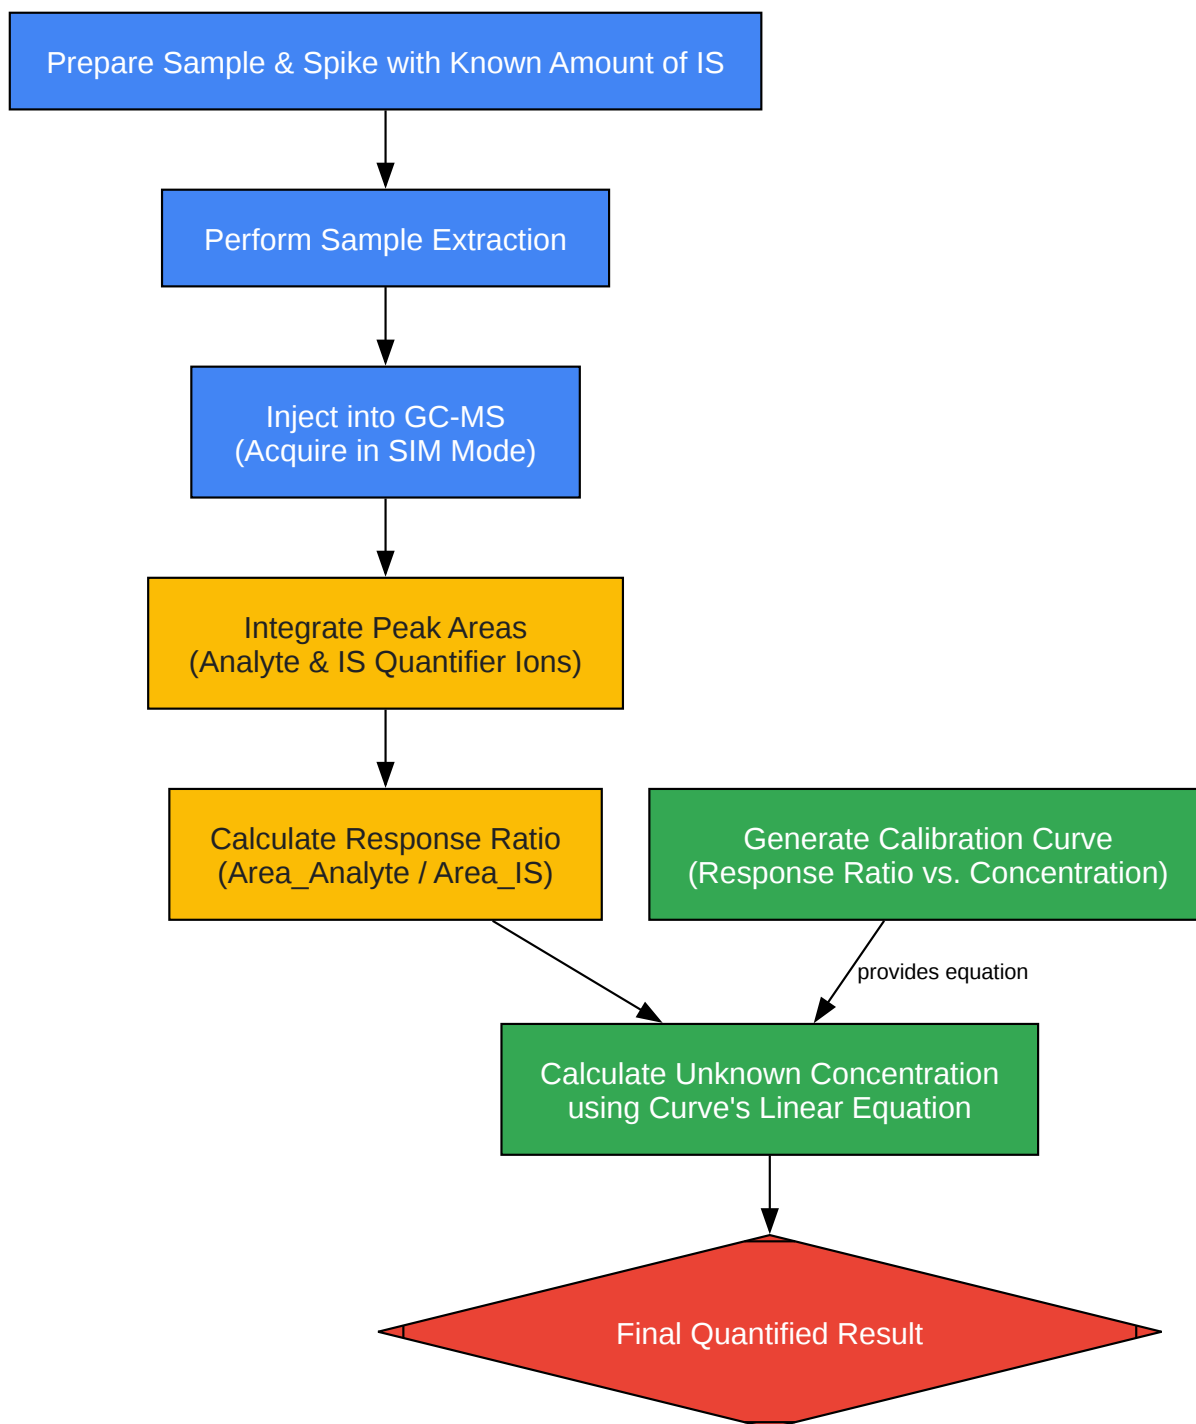 Prepare Sample & Spike with Known Amount of IS
Perform Sample Extraction
Inject into GC-MS
(Acquire in SIM Mode)
Integrate Peak Areas
(Analyte & IS Quantifier Ions)
Calculate Response Ratio
(Area_Analyte / Area_IS)
Generate Calibration Curve
(Response Ratio vs. Concentration)
provides equation
Calculate Unknown Concentration
using Curve's Linear Equation
Final Quantified Result